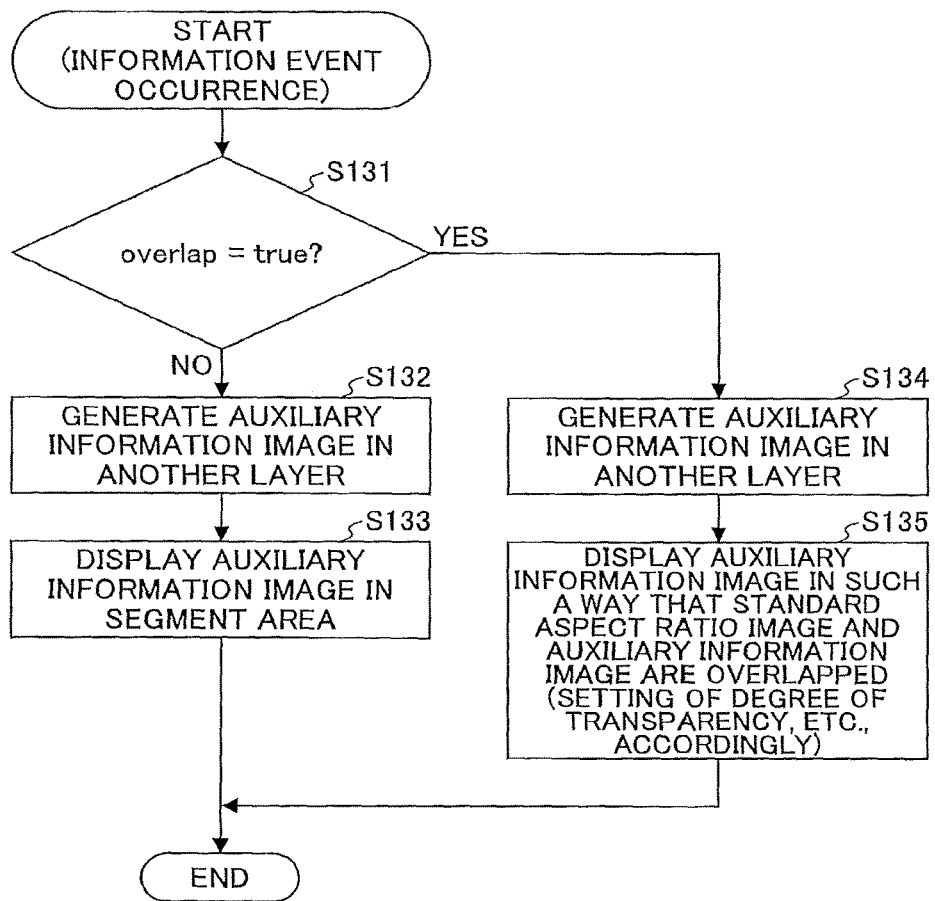 START
(INFORMATION EVENT
OCCURRENCE)
S131
overlap = true?
YES
NO
S132
GENERATE AUXILIARY
INFORMATION IMAGE IN
ANOTHER LAYER
S133
DISPLAY AUXILIARY
INFORMATION IMAGE IN
SEGMENT AREA
S134
GENERATE AUXILIARY
INFORMATION IMAGE IN
ANOTHER LAYER
S135
DISPLAY AUXILIARY
INFORMATION IMAGE IN SUCH
A WAY THAT STANDARD
ASPECT RATIO IMAGE AND
AUXILIARY INFORMATION
IMAGE ARE OVERLAPPED
(SETTING OF DEGREE OF
TRANSPARENCY, ETC.,
ACCORDINGLY)
END